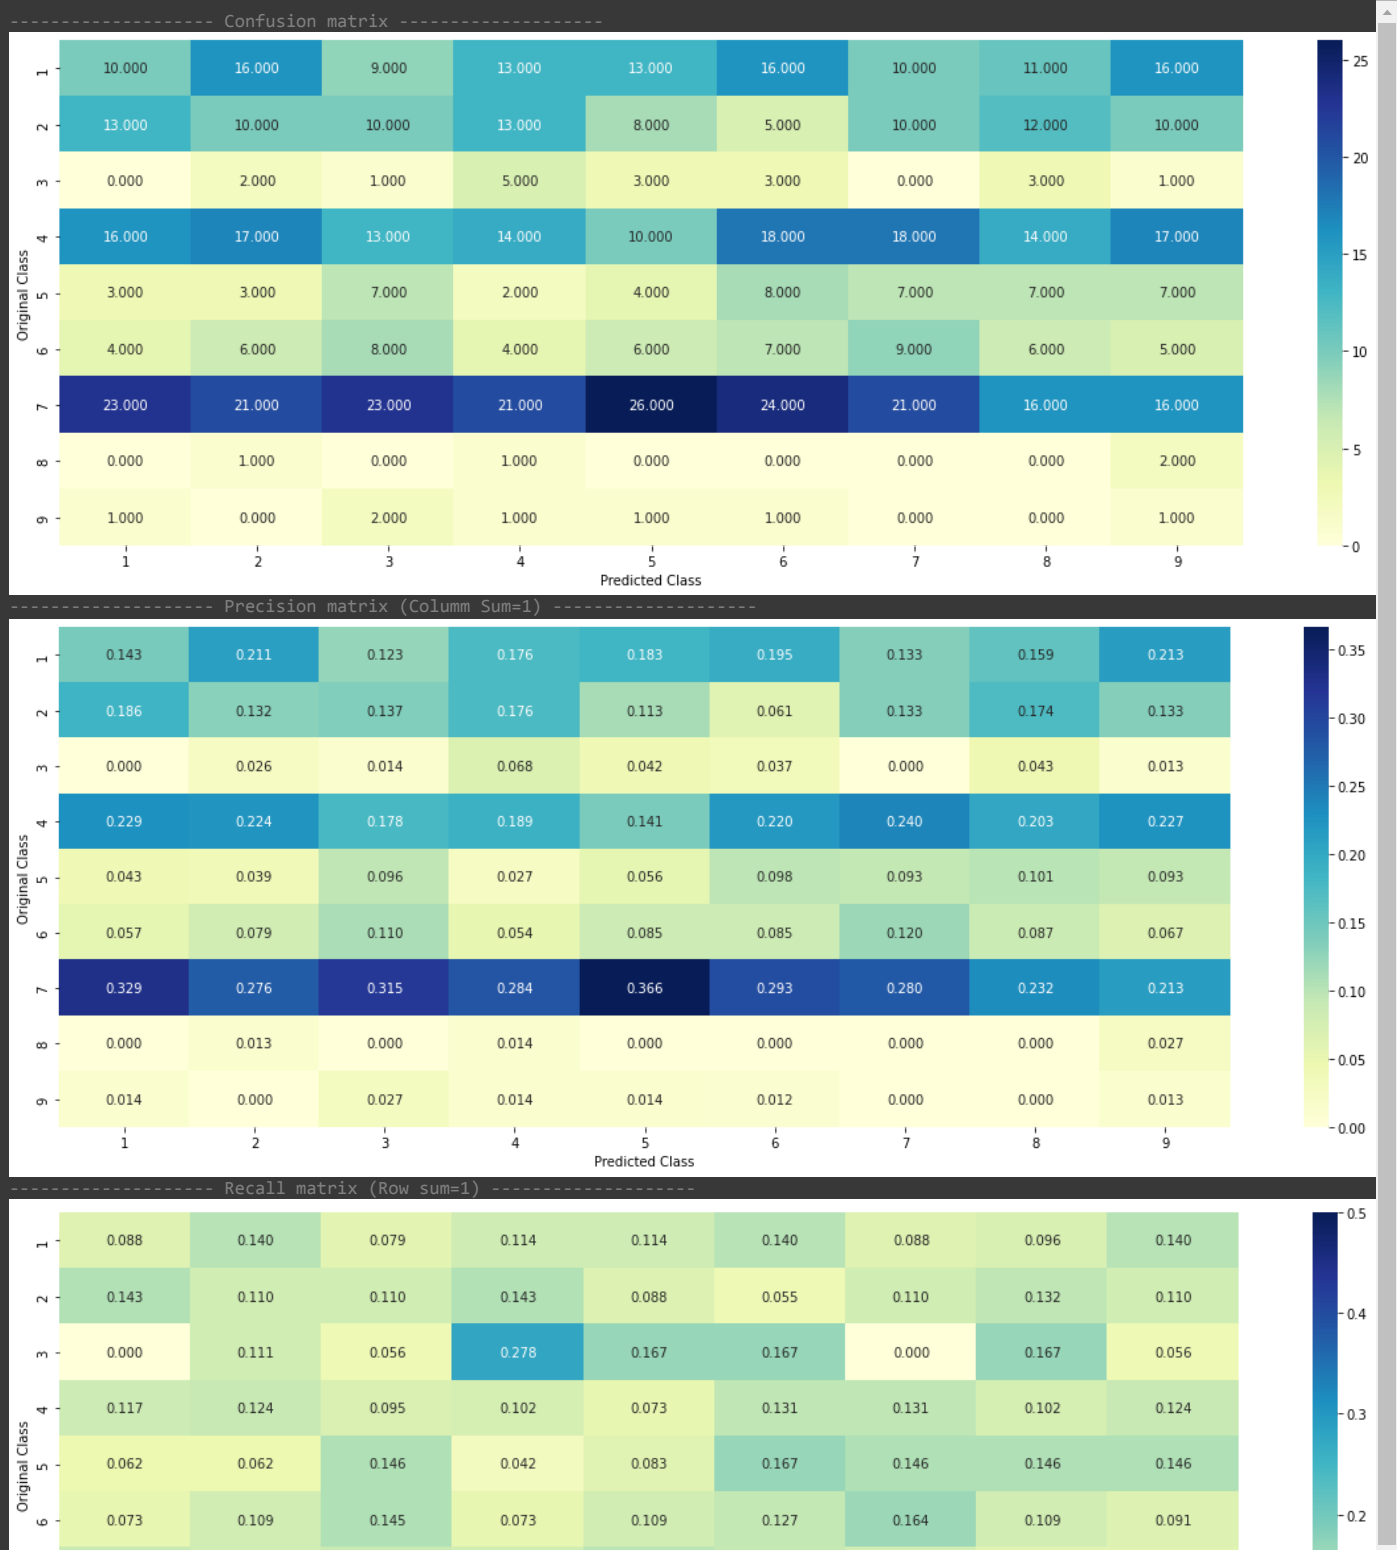 -------------------- Confusion matrix --------------------
1 10.000 16.000 9.000 13.000 13.000 16.000 10.000 11.000 16.000
2 13.000 10.000 10.000 13.000 8.000 5.000 10.000 12.000 10.000
3 0.000 2.000 1.000 5.000 3.000 3.000 0.000 3.000 1.000
4 16.000 17.000 13.000 14.000 10.000 18.000 18.000 14.000 17.000
5 3.000 3.000 7.000 2.000 4.000 8.000 7.000 7.000 7.000
6 4.000 6.000 8.000 4.000 6.000 7.000 9.000 6.000 5.000
7 23.000 21.000 23.000 21.000 26.000 24.000 21.000 16.000 16.000
8 0.000 1.000 0.000 1.000 0.000 0.000 0.000 0.000 2.000
9 1.000 0.000 2.000 1.000 1.000 1.000 0.000 0.000 1.000
1 2 3 4 5 6 7 8 9
Predicted Class
Original Class
25
20
15
10
5
0
-------------------- Precision matrix (Columm Sum=1) --------------------
1 0.143 0.211 0.123 0.176 0.183 0.195 0.133 0.159 0.213
2 0.186 0.132 0.137 0.176 0.113 0.061 0.133 0.174 0.133
3 0.000 0.026 0.014 0.068 0.042 0.037 0.000 0.043 0.013
4 0.229 0.224 0.178 0.189 0.141 0.220 0.240 0.203 0.227
5 0.043 0.039 0.096 0.027 0.056 0.098 0.093 0.101 0.093
6 0.057 0.079 0.110 0.054 0.085 0.085 0.120 0.087 0.067
7 0.329 0.276 0.315 0.284 0.366 0.293 0.280 0.232 0.213
8 0.000 0.013 0.000 0.014 0.000 0.000 0.000 0.000 0.027
9 0.014 0.000 0.027 0.014 0.014 0.012 0.000 0.000 0.013
1 2 3 4 5 6 7 8 9
Predicted Class
Original Class
0.35
0.30
0.25
0.20
0.15
0.10
0.05
0.00
-------------------- Recall matrix (Row sum=1) --------------------
1 0.088 0.140 0.079 0.114 0.114 0.140 0.088 0.096 0.140
2 0.143 0.110 0.110 0.143 0.088 0.055 0.110 0.132 0.110
3 0.000 0.111 0.056 0.278 0.167 0.167 0.000 0.167 0.056
4 0.117 0.124 0.095 0.102 0.073 0.131 0.131 0.102 0.124
5 0.062 0.062 0.146 0.042 0.083 0.167 0.146 0.146 0.146
6 0.073 0.109 0.145 0.073 0.109 0.127 0.164 0.109 0.091
Original Class
0.5
0.4
0.3
0.2